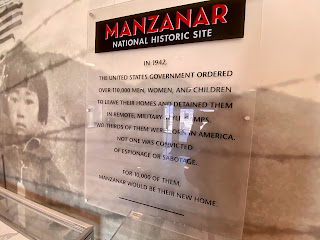 MANZANAR
NATIONAL HISTORIC SITE
IN 1942,
THE UNITED STATES GOVERNMENT ORDERED
OVER 110,000 MEN, WOMEN, AND CHILDREN
TO LEAVE THEIR HOMES AND DETAINED THEM
IN REMOTE, MILITARY-STYLE CAMPS.
TWO-THIRDS OF THEM WERE BORN IN AMERICA.
NOT ONE WAS CONVICTED
OF ESPIONAGE OR SABOTAGE.
FOR 10,000 OF THEM,
MANZANAR WOULD BE THEIR NEW HOME.